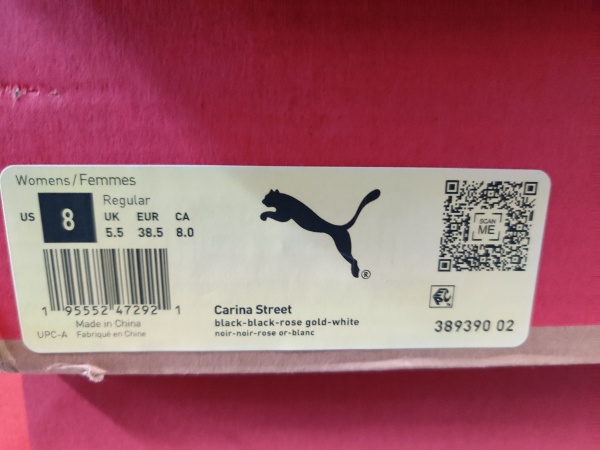 Womens/Femmes
Regular
US 8 UK EUR CA
5.5 38.5 8.0
1 95552 47292 1
Made in China
UPC-A Fabriqué en Chine
®
Carina Street
black-black-rose gold-white
noir-noir-rose or-blanc
SCAN
ME
389390 02